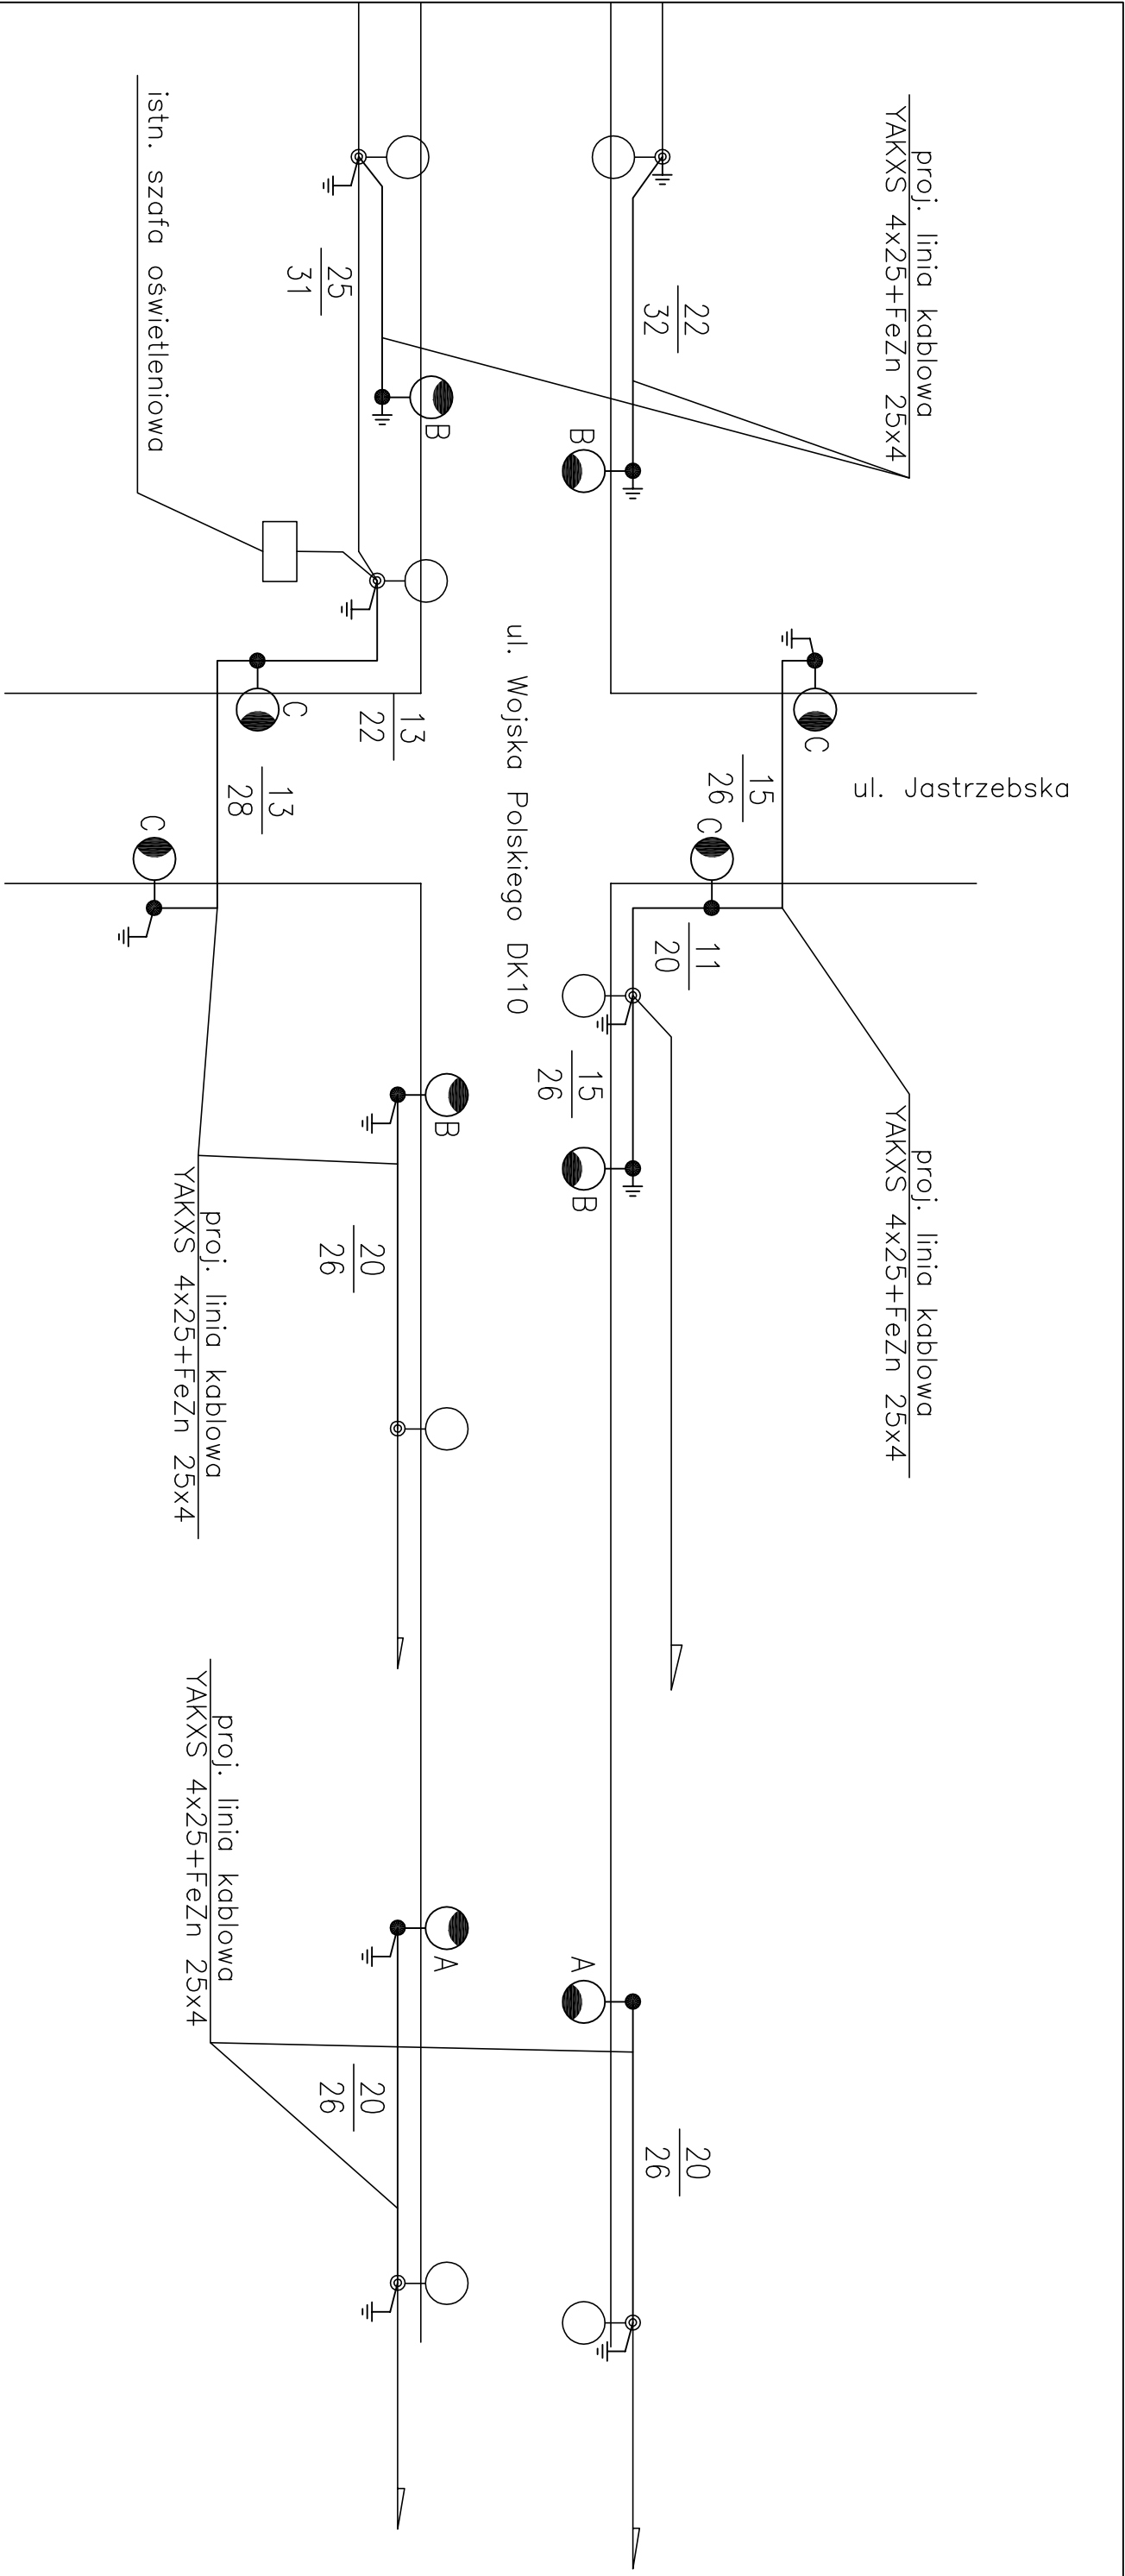 proj. linia kablowa
YAKXS 4x25+FeZn 25x4
22
32
B
25
31
B
istn. szafa oświetleniowa
ul. Wojska Polskiego DK10
ul. Jastrzebska
C
15
26
C
11
20
13
22
C
13
28
C
15
26
B
proj. linia kablowa
YAKXS 4x25+FeZn 25x4
B
20
26
proj. linia kablowa
YAKXS 4x25+FeZn 25x4
proj. linia kablowa
YAKXS 4x25+FeZn 25x4
A
A
20
26
20
26